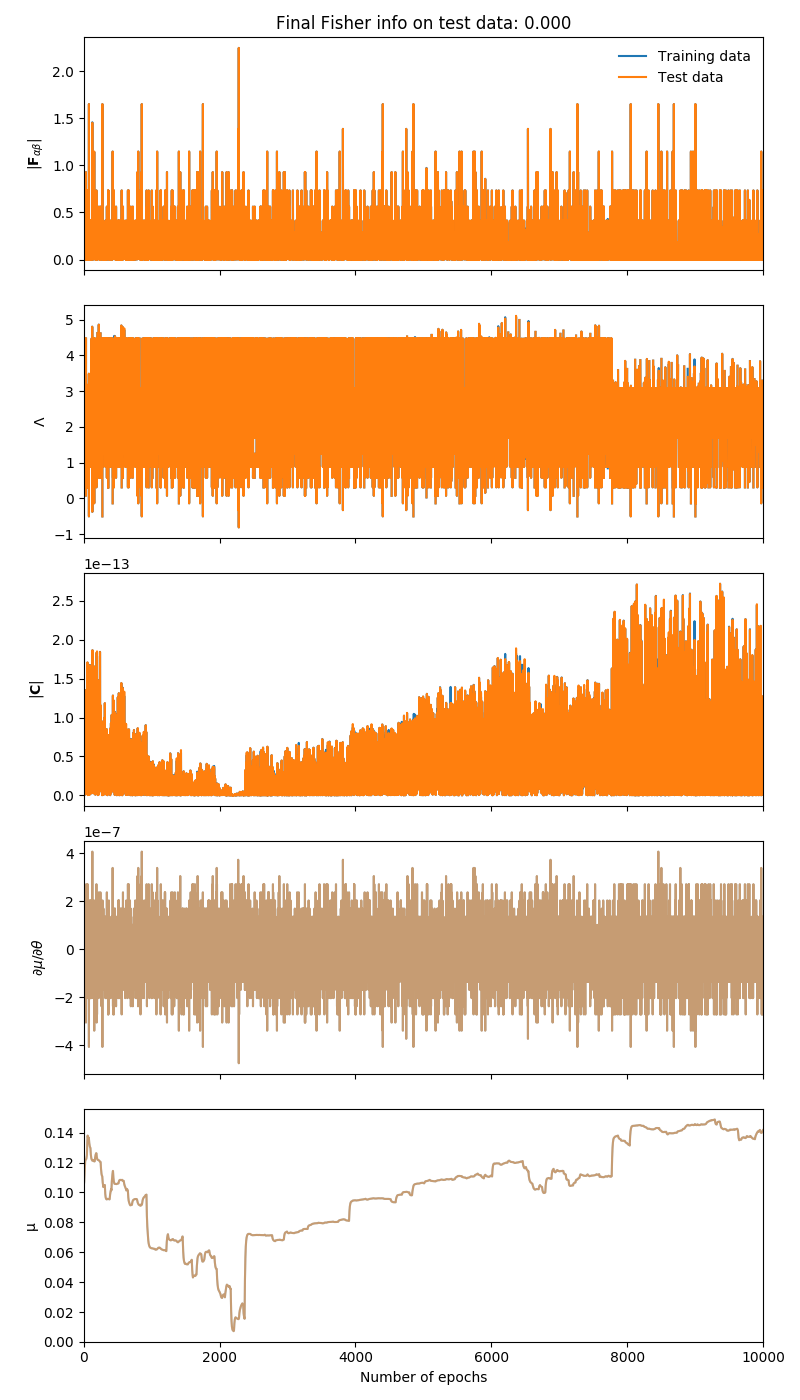 Final Fisher info on test data: 0.000
Training data
Test data
|F_{αβ}|
2.0
1.5
1.0
0.5
0.0
Λ
5
4
3
2
1
0
−1
1e−13
|C|
2.5
2.0
1.5
1.0
0.5
0.0
1e−7
∂μ/∂θ
4
2
0
−2
−4
μ
0.14
0.12
0.10
0.08
0.06
0.04
0.02
0.00
0 2000 4000 6000 8000 10000
Number of epochs